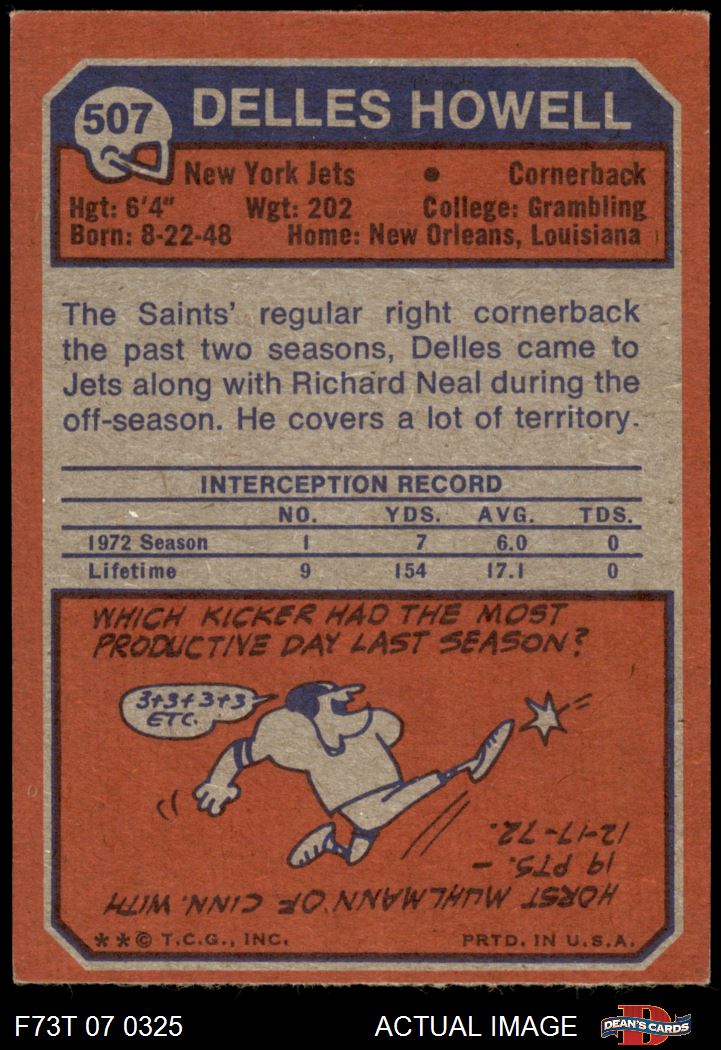 507 DELLES HOWELL
New York Jets • Cornerback
Hgt: 6'4" Wgt: 202 College: Grambling
Born: 8-22-48 Home: New Orleans, Louisiana
The Saints' regular right cornerback
the past two seasons, Delles came to
Jets along with Richard Neal during the
off-season. He covers a lot of territory.
INTERCEPTION RECORD
NO. YDS. AVG. TDS.
1972 Season 1 7 6.0 0
Lifetime 9 154 17.1 0
WHICH KICKER HAD THE MOST
PRODUCTIVE DAY LAST SEASON?
3+3+3+3
ETC.
HORST MUHLMANN OF CINN. WITH
19 PTS. -
12-17-72.
**© T.C.G., INC. PRTD. IN U.S.A.
F73T 07 0325 ACTUAL IMAGE DEAN'S CARDS